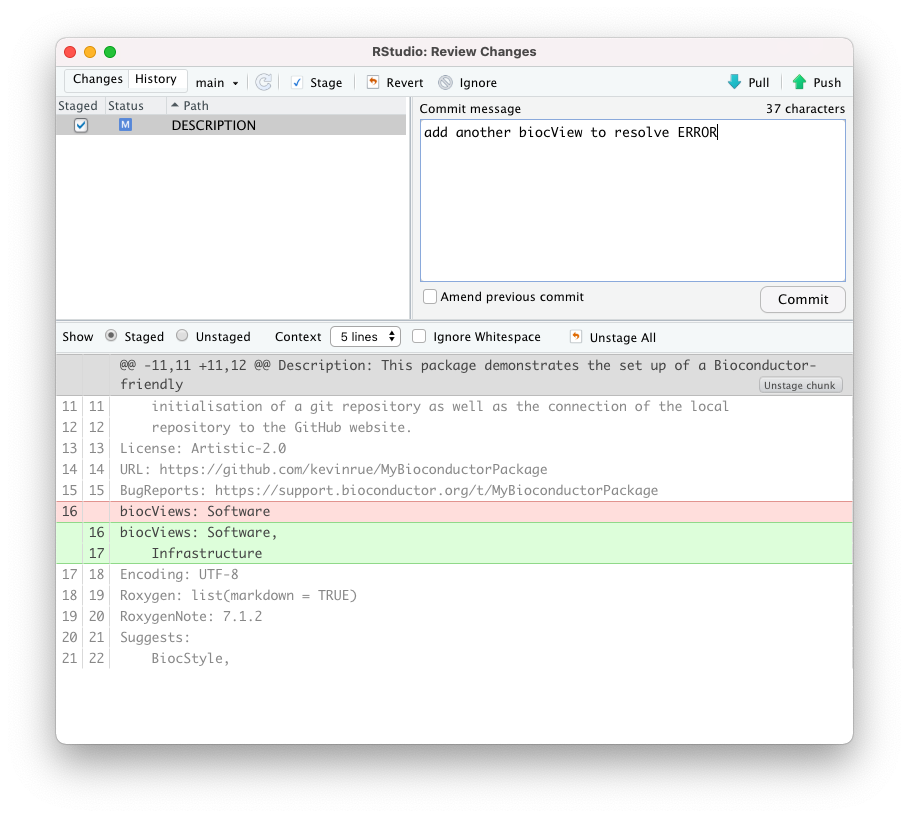 RStudio: Review Changes
Changes History main Stage Revert Ignore Pull Push
Staged Status Path
M DESCRIPTION
Commit message 37 characters
add another biocView to resolve ERROR
Amend previous commit Commit
Show Staged Unstaged Context 5 lines Ignore Whitespace Unstage All
@@ -11,11 +11,12 @@ Description: This package demonstrates the set up of a Bioconductor-
friendly Unstage chunk
11 11 initialisation of a git repository as well as the connection of the local
12 12 repository to the GitHub website.
13 13 License: Artistic-2.0
14 14 URL: https://github.com/kevinrue/MyBioconductorPackage
15 15 BugReports: https://support.bioconductor.org/t/MyBioconductorPackage
16 biocViews: Software
16 biocViews: Software,
17 Infrastructure
17 18 Encoding: UTF-8
18 19 Roxygen: list(markdown = TRUE)
19 20 RoxygenNote: 7.1.2
20 21 Suggests:
21 22 BiocStyle,